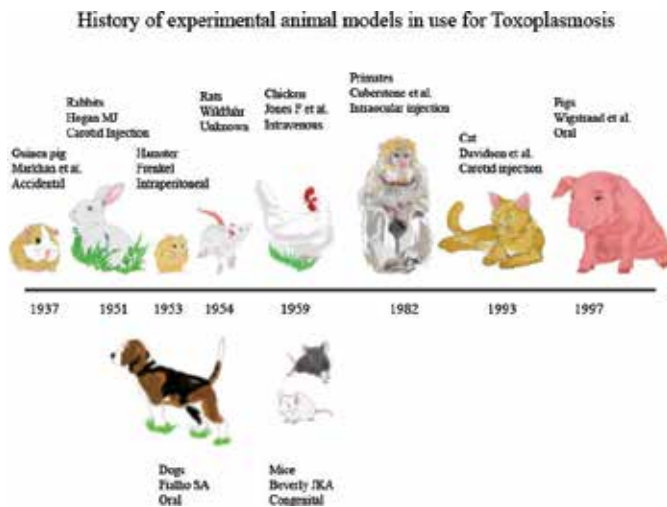 History of experimental animal models in use for Toxoplasmosis
Guinea pig
Markhan et al.
Accidental
Rabbits
Hogan MJ
Carotid Injection
Hamster
Frenkel
Intraperitoneal
Rats
Wildfuhr
Unknown
Chicken
Jones F et al.
Intravenous
Primates
Culberstone et al.
Intraocular injection
Cat
Davidson et al.
Carotid injection
Pigs
Wigstrand et al.
Oral
1937
1951
1953
1954
1959
1982
1993
1997
Dogs
Fialho SA
Oral
Mice
Beverly JKA
Congenital